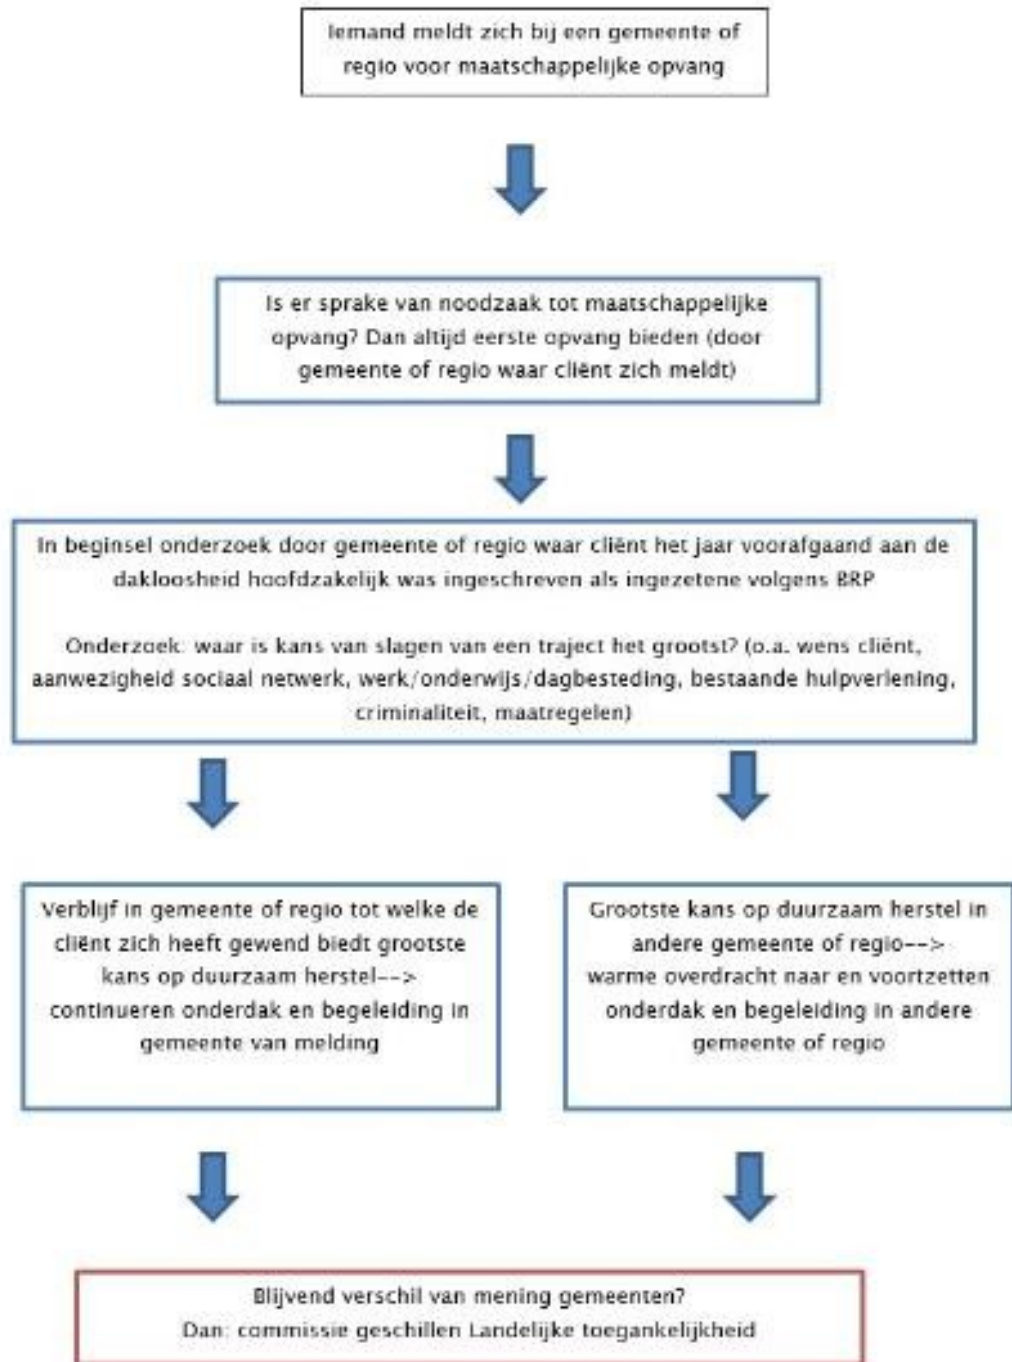 Iemand meldt zich bij een gemeente of
regio voor maatschappelijke opvang
Is er sprake van noodzaak tot maatschappelijke
opvang? Dan altijd eerste opvang bieden (door
gemeente of regio waar cliënt zich meldt)
In beginsel onderzoek door gemeente of regio waar cliënt het jaar voorafgaand aan de
dakloosheid hoofdzakelijk was ingeschreven als ingezetene volgens BRP
Onderzoek: waar is kans van slagen van een traject het grootst? (o.a. wens cliënt,
aanwezigheid sociaal netwerk, werk/onderwijs/dagbesteding, bestaande hulpverlening,
criminaliteit, maatregelen)
Verblijf in gemeente of regio tot welke de
cliënt zich heeft gewend biedt grootste
kans op duurzaam herstel-->
continueren onderdak en begeleiding in
gemeente van melding
Grootste kans op duurzaam herstel in
andere gemeente of regio-->
warme overdracht naar en voortzetten
onderdak en begeleiding in andere
gemeente of regio
Blijvend verschil van mening gemeenten?
Dan: commissie geschillen Landelijke toegankelijkheid